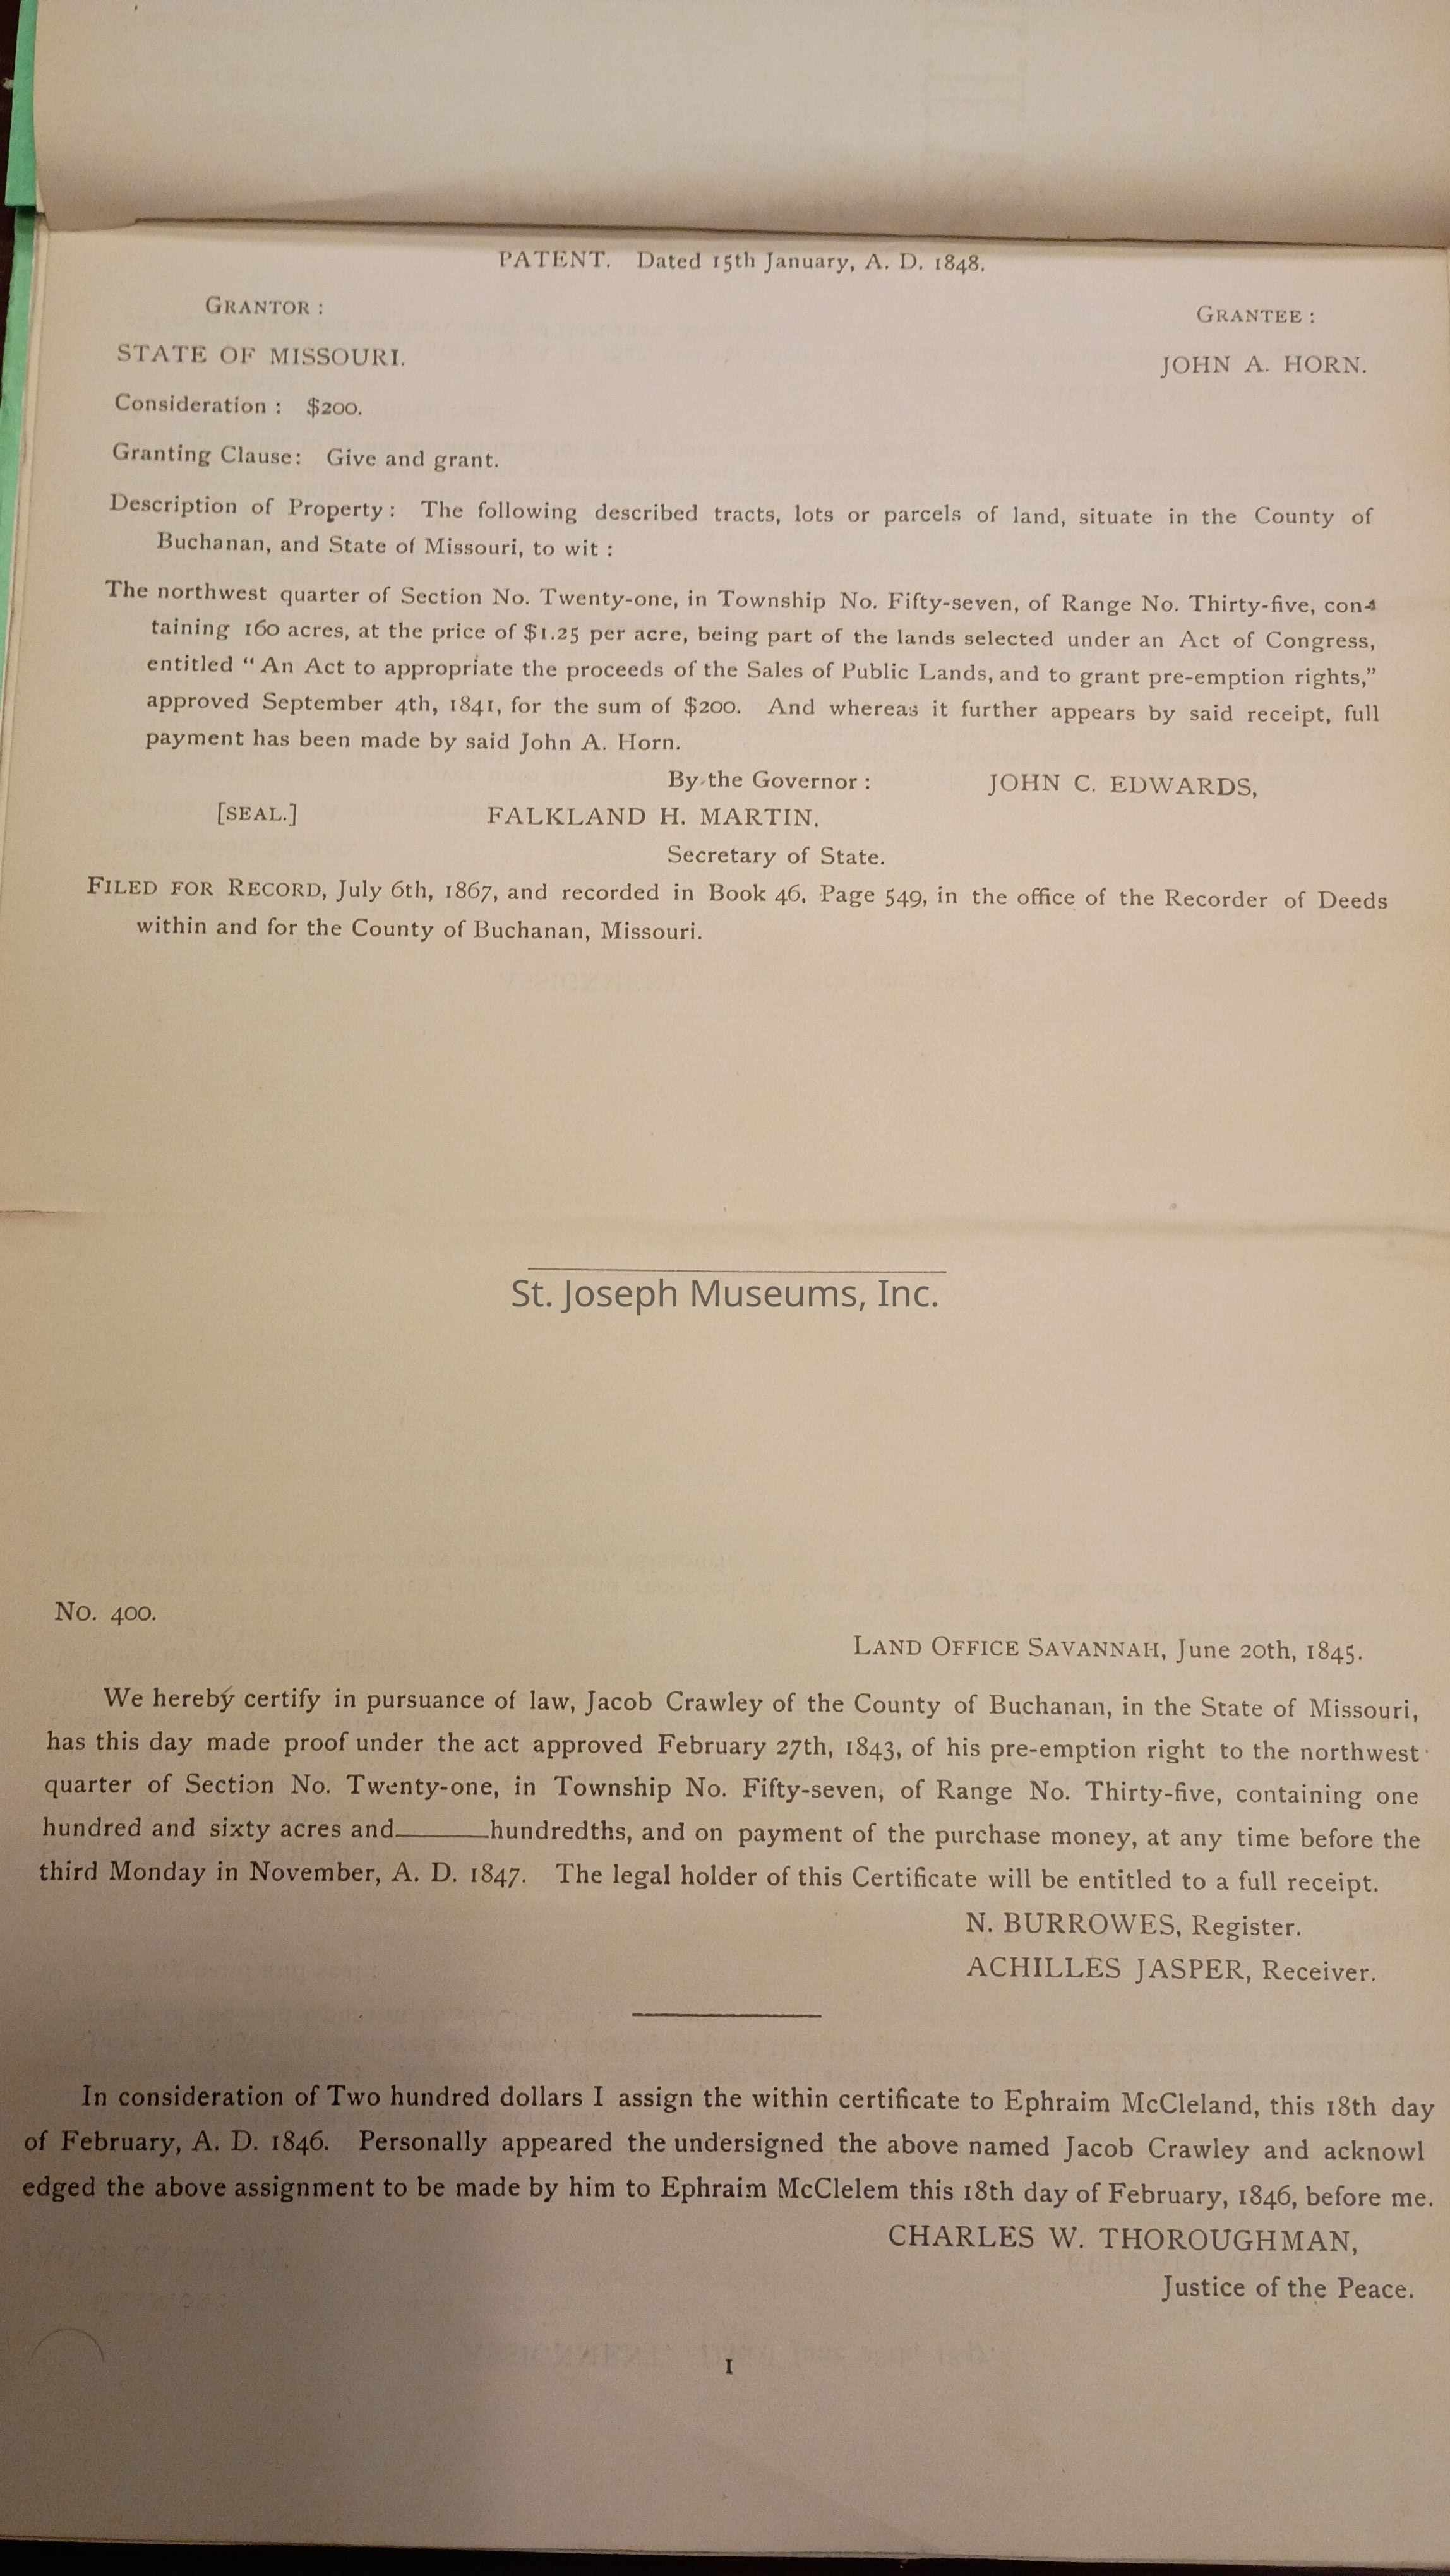 PATENT. Dated 15th January, A. D. 1848.
GRANTOR :
GRANTEE :
STATE OF MISSOURI.
JOHN A. HORN.
Consideration : $200.
Granting Clause: Give and grant.
Description of Property : The following described tracts, lots or parcels of land, situate in the County of
Buchanan, and State of Missouri, to wit :
The northwest quarter of Section No. Twenty-one, in Township No. Fifty-seven, of Range No. Thirty-five, con-
taining 160 acres, at the price of $1.25 per acre, being part of the lands selected under an Act of Congress,
entitled “ An Act to appropriate the proceeds of the Sales of Public Lands, and to grant pre-emption rights,”
approved September 4th, 1841, for the sum of $200. And whereas it further appears by said receipt, full
payment has been made by said John A. Horn.
By the Governor : JOHN C. EDWARDS,
[SEAL.] FALKLAND H. MARTIN.
Secretary of State.
FILED FOR RECORD, July 6th, 1867, and recorded in Book 46, Page 549, in the office of the Recorder of Deeds
within and for the County of Buchanan, Missouri.
St. Joseph Museums, Inc.
No. 400.
LAND OFFICE SAVANNAH, June 20th, 1845.
We hereby certify in pursuance of law, Jacob Crawley of the County of Buchanan, in the State of Missouri,
has this day made proof under the act approved February 27th, 1843, of his pre-emption right to the northwest
quarter of Section No. Twenty-one, in Township No. Fifty-seven, of Range No. Thirty-five, containing one
hundred and sixty acres and______hundredths, and on payment of the purchase money, at any time before the
third Monday in November, A. D. 1847. The legal holder of this Certificate will be entitled to a full receipt.
N. BURROWES, Register.
ACHILLES JASPER, Receiver.
In consideration of Two hundred dollars I assign the within certificate to Ephraim McCleland, this 18th day
of February, A. D. 1846. Personally appeared the undersigned the above named Jacob Crawley and acknowl
edged the above assignment to be made by him to Ephraim McClelem this 18th day of February, 1846, before me.
CHARLES W. THOROUGHMAN,
Justice of the Peace.
1